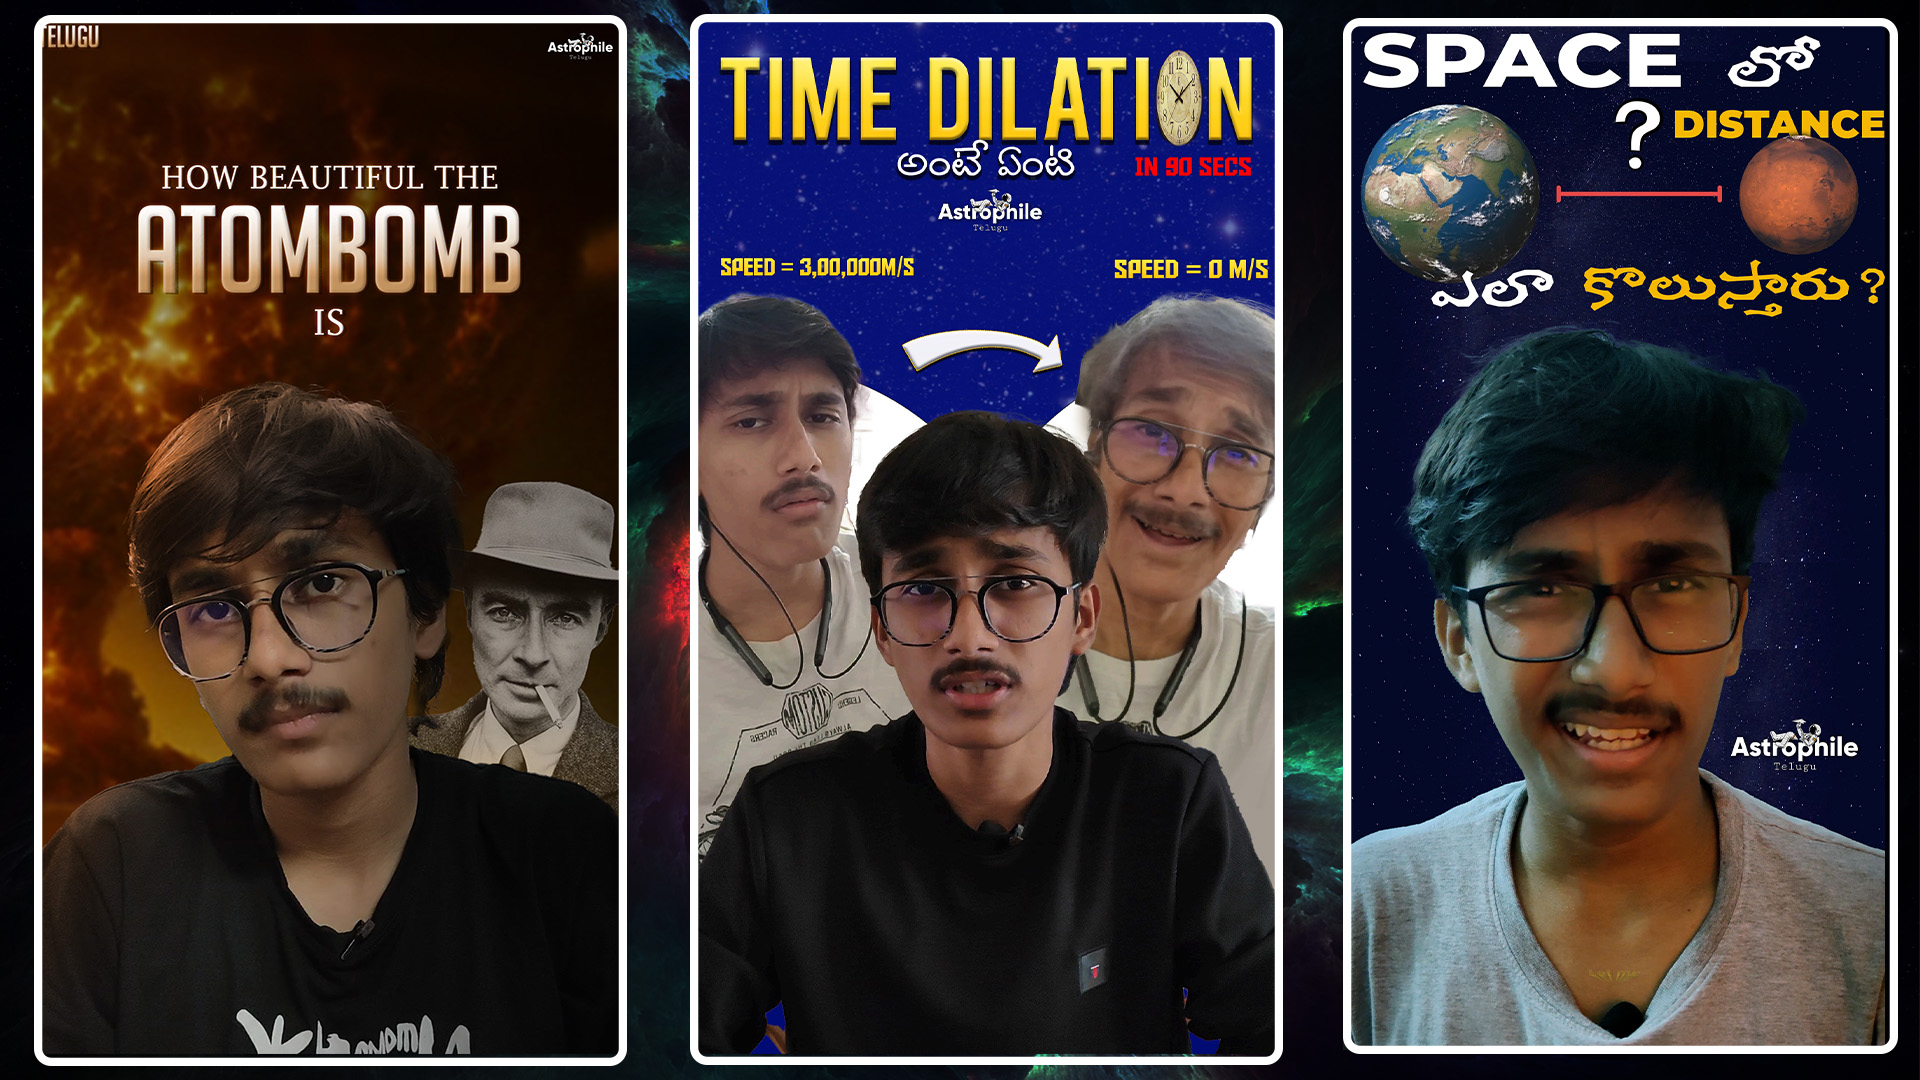 TELUGU
Astrophile
Telugu
HOW BEAUTIFUL THE
ATOMBOMB
IS
TIME DILATION
అంటే ఏంటి
IN 90 SECS
Astrophile
Telugu
SPEED = 3,00,000M/S
SPEED = 0 M/S
SPACE లో
? DISTANCE
ఎలా కొలుస్తారు?
Astrophile
Telugu